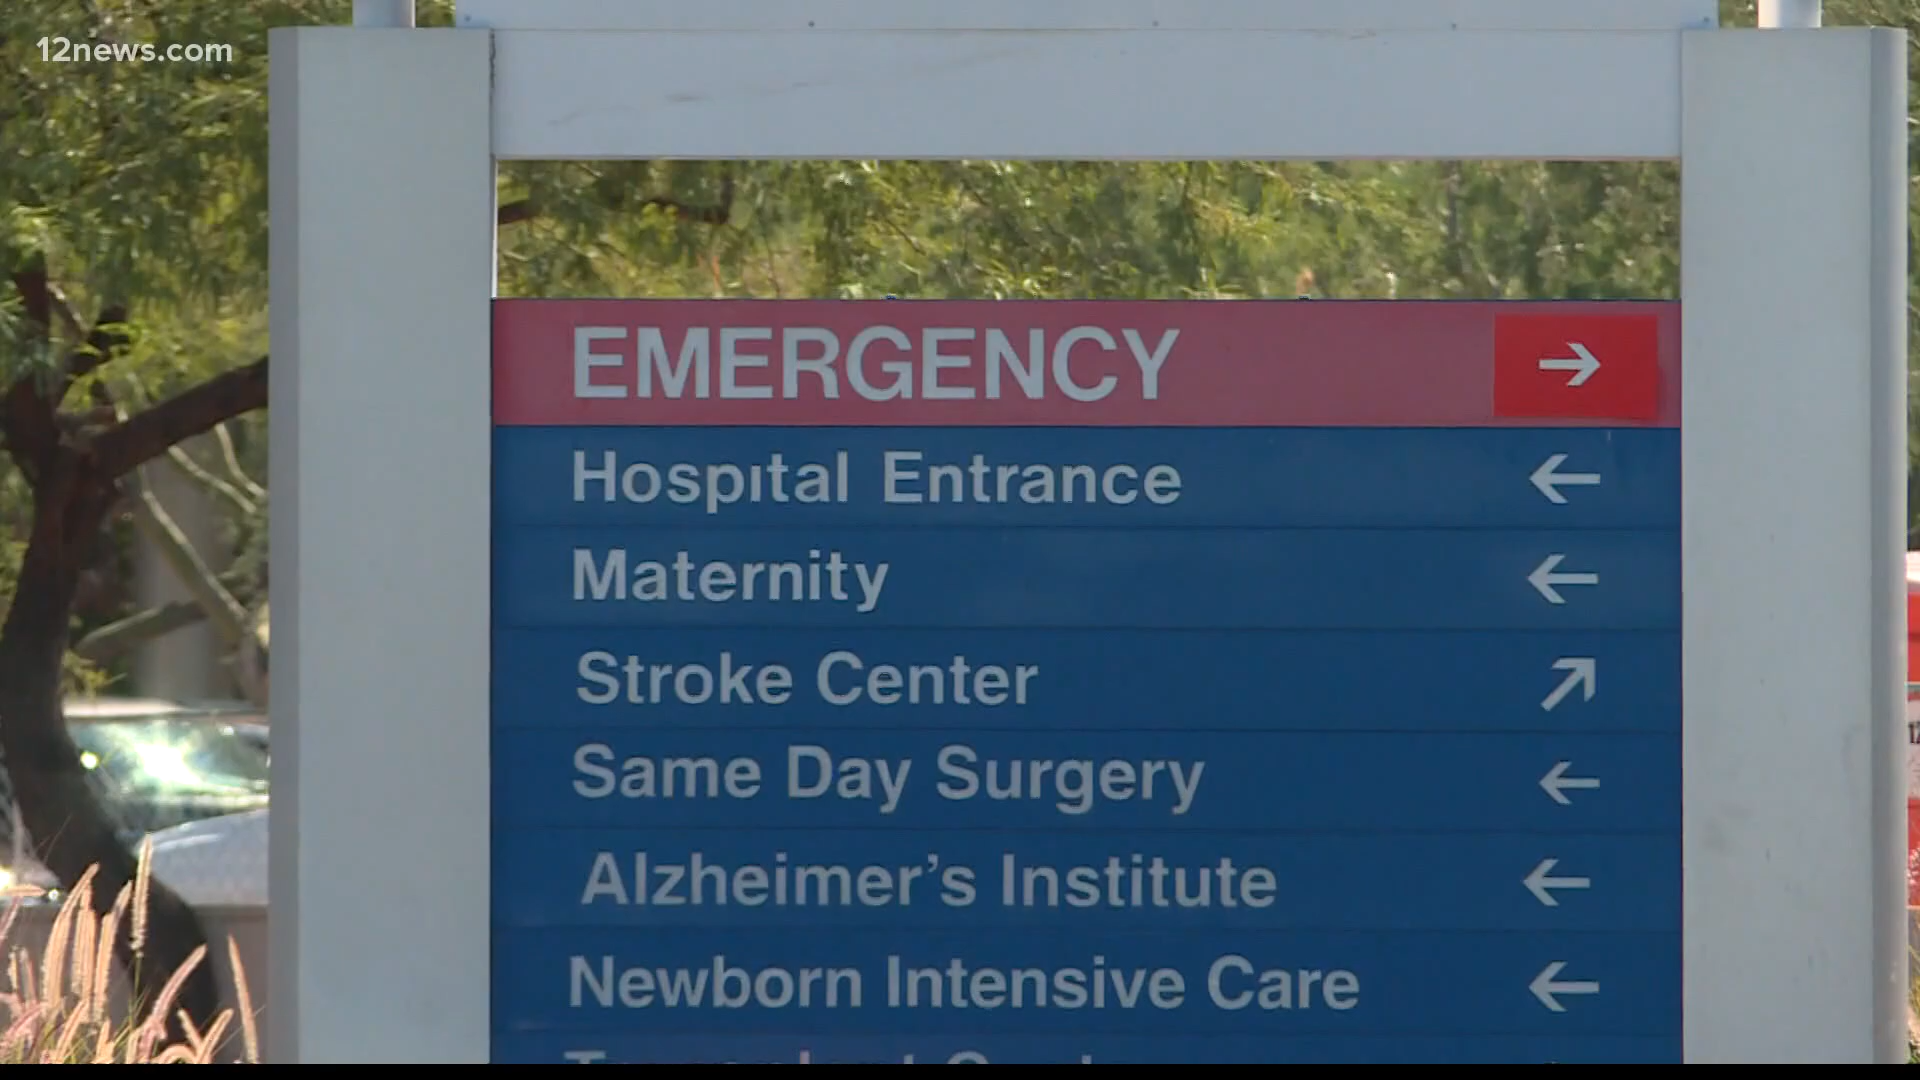 12news.com
EMERGENCY →
Hospital Entrance ←
Maternity ←
Stroke Center ↗
Same Day Surgery ←
Alzheimer's Institute ←
Newborn Intensive Care ←